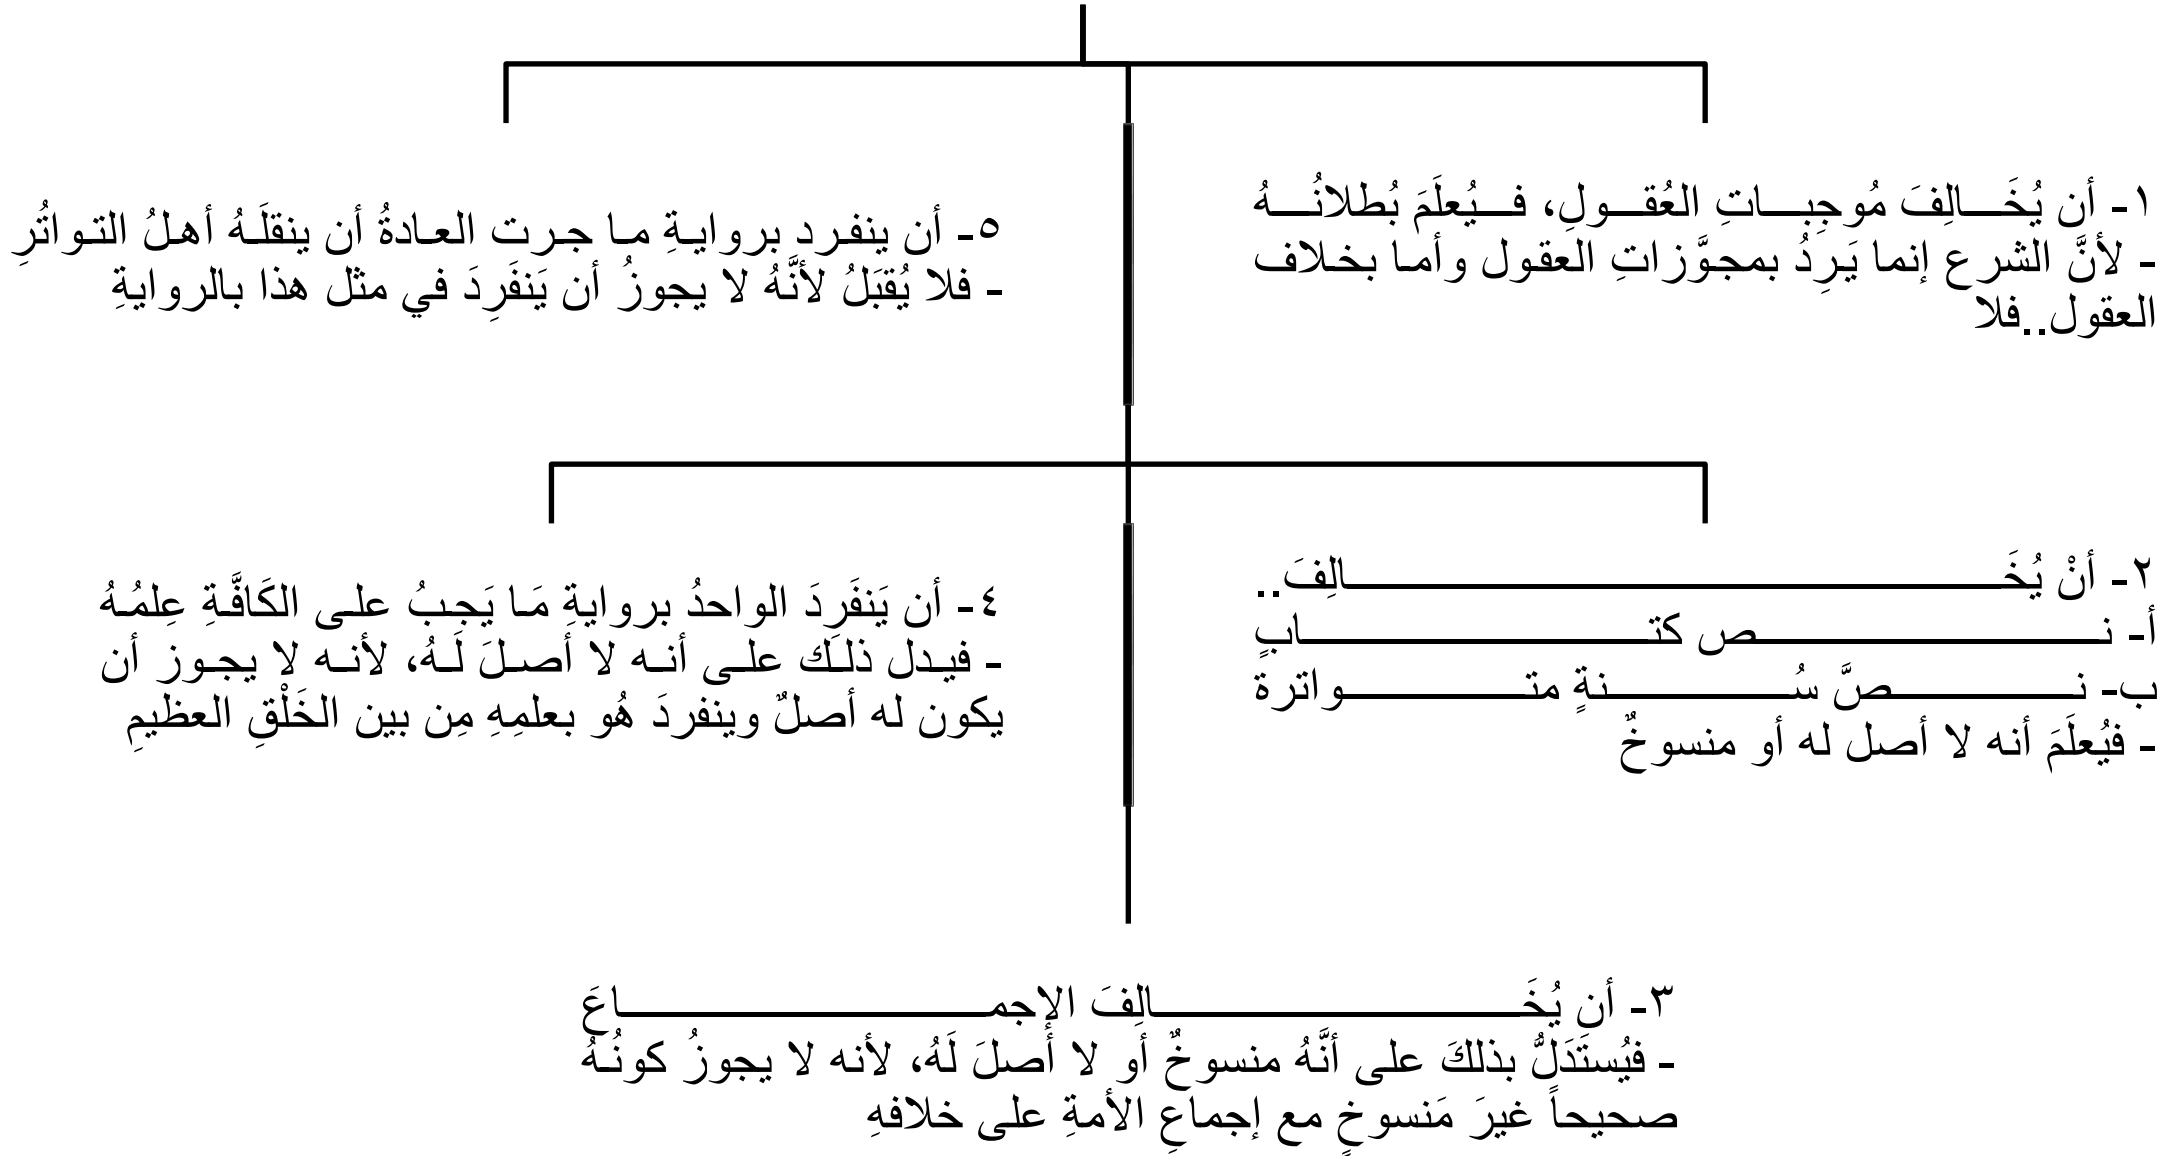 ١- أن يُخَالِفَ مُوجِبَاتِ العُقولِ، فيُعلَمَ بُطلانُهُ
- لأنَّ الشرع إنما يَرِدُ بمجوَّزاتِ العقول وأما بخلاف
العقول..فلا
٢- أنْ يُخَالِفَ..
أ- نص كتابٍ
ب- نصَّ سُنةٍ متواترة
- فيُعلَمَ أنه لا أصل له أو منسوخٌ
٣- أن يُخَالِفَ الإجماعَ
- فيُستَدَلُّ بذلكَ على أنَّهُ منسوخٌ أو لا أصلَ لَهُ، لأنه لا يجوزُ كونُهُ
صحيحاً غيرَ مَنسوخٍ مع إجماعِ الأمةِ على خلافهِ
٤- أن يَنفَرِدَ الواحدُ بروايةِ مَا يَجِبُ على الكَافَّةِ عِلمُهُ
- فيدل ذلك على أنه لا أصلَ لَهُ، لأنه لا يجوز أن
يكون له أصلٌ وينفردَ هُو بعلمِهِ مِن بين الخَلْقِ العظيمِ
٥- أن ينفرد بروايةِ ما جرت العادةُ أن ينقلَهُ أهلُ التواتُرِ
- فلا يُقبَلُ لأنَّهُ لا يجوزُ أن يَنفَرِدَ في مثل هذا بالروايةِ